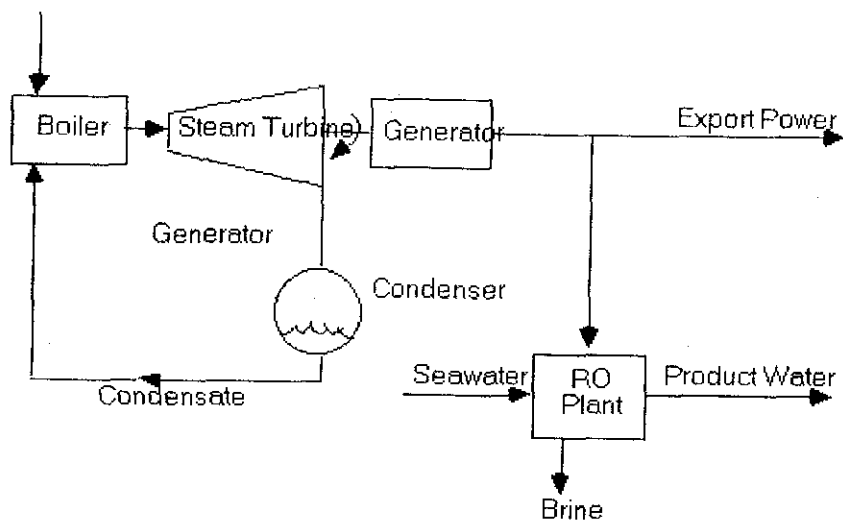 Boiler
Steam Turbine
Generator
Export Power
Generator
Condenser
Condensate
Seawater
RO
Plant
Product Water
Brine